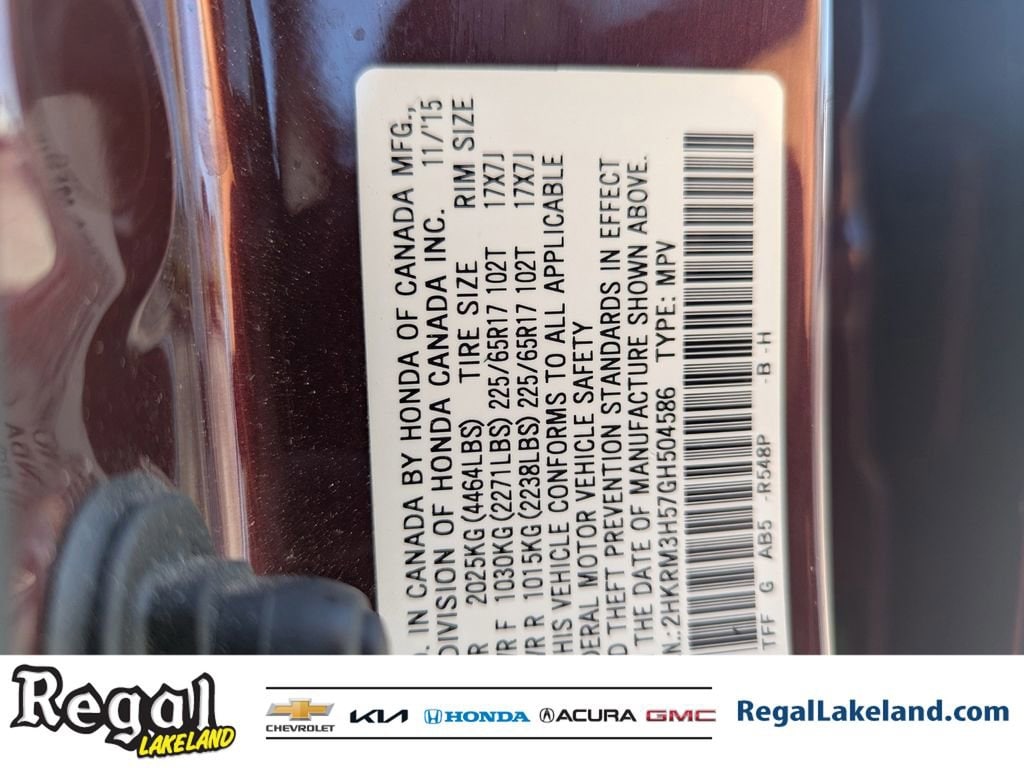 . IN CANADA BY HONDA OF CANADA MFG.,
DIVISION OF HONDA CANADA INC. 11/'15
R 2025KG(4464LBS) TIRE SIZE RIM SIZE
WR F 1030KG(2271LBS) 225/65R17 102T 17X7J
WR R 1015KG(2238LBS) 225/65R17 102T 17X7J
HIS VEHICLE CONFORMS TO ALL APPLICABLE
DERAL MOTOR VEHICLE SAFETY
D THEFT PREVENTION STANDARDS IN EFFECT
THE DATE OF MANUFACTURE SHOWN ABOVE.
N.:2HKRM3H57GH504586 TYPE: MPV
TFF G AB5 -R548P -B -H
Regal
LAKELAND
CHEVROLET KIA HONDA ACURA GMC
RegalLakeland.com